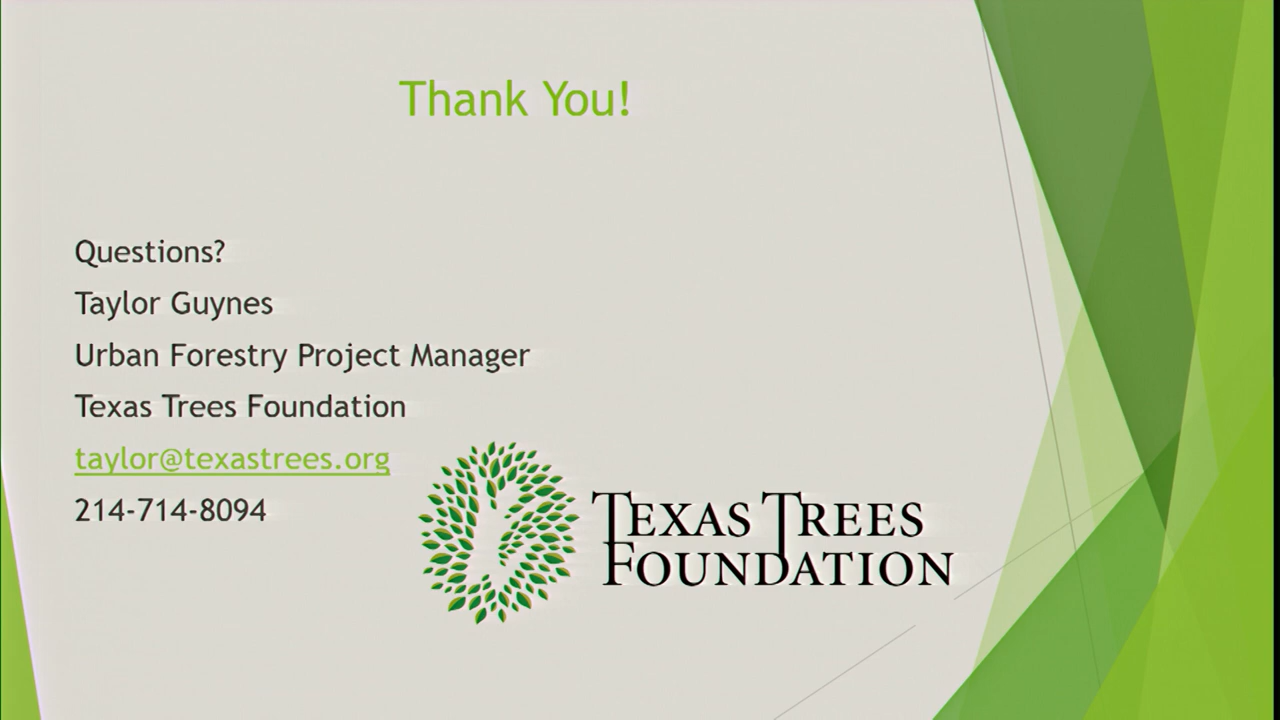 Thank You!
Questions?
Taylor Guynes
Urban Forestry Project Manager
Texas Trees Foundation
taylor@texastrees.org
214-714-8094
TEXAS TREES
FOUNDATION